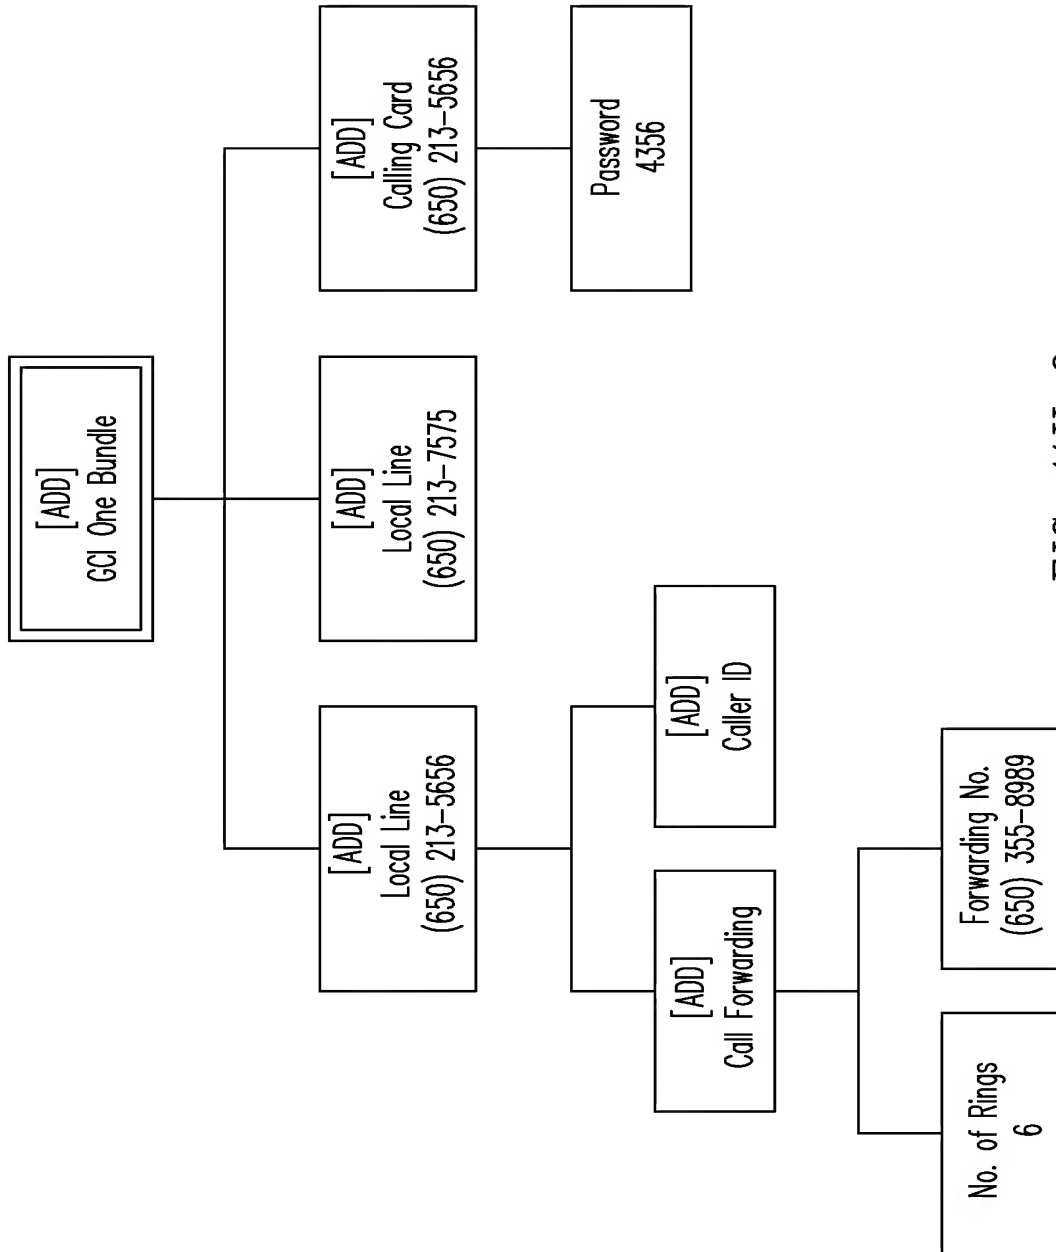 [ADD]
GCI One Bundle
[ADD]
Local Line
(650) 213-5656
[ADD]
Local Line
(650) 213-7575
[ADD]
Calling Card
(650) 213-5656
[ADD]
Call Forwarding
[ADD]
Caller ID
Password
4356
No. of Rings
6
Forwarding No.
(650) 355-8989